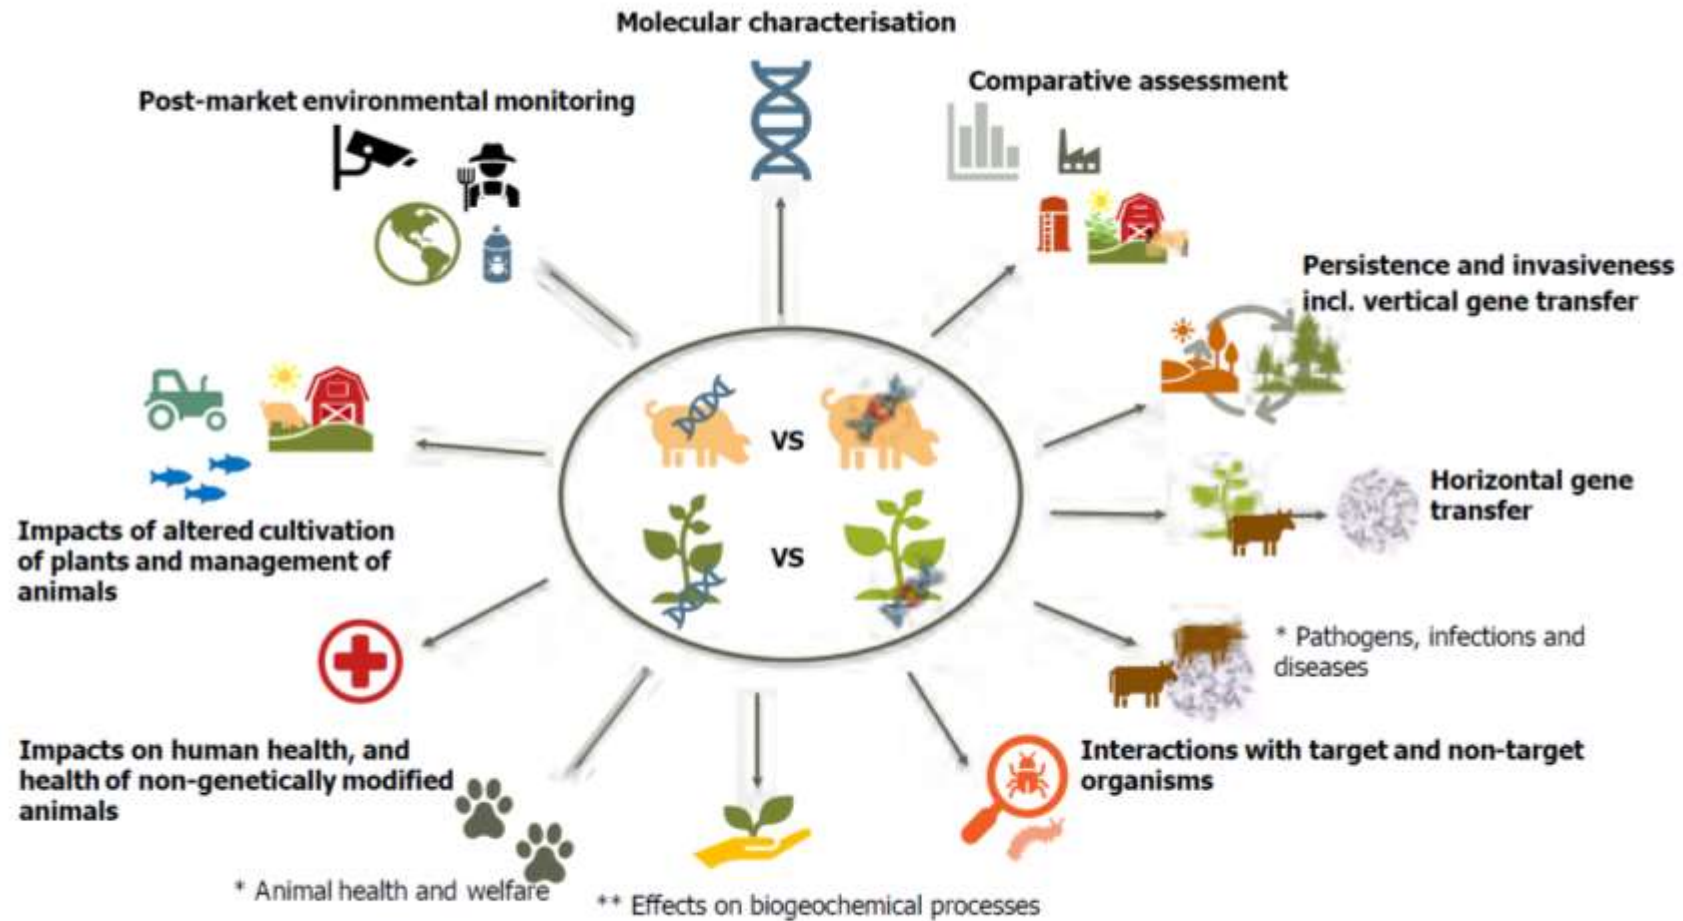 Molecular characterisation
Comparative assessment
Post-market environmental monitoring
Persistence and invasiveness
incl. vertical gene transfer
VS
Horizontal gene
transfer
Impacts of altered cultivation
of plants and management of
animals
VS
* Pathogens, infections and
diseases
Impacts on human health, and
health of non-genetically modified
animals
Interactions with target and non-target
organisms
* Animal health and welfare
** Effects on biogeochemical processes